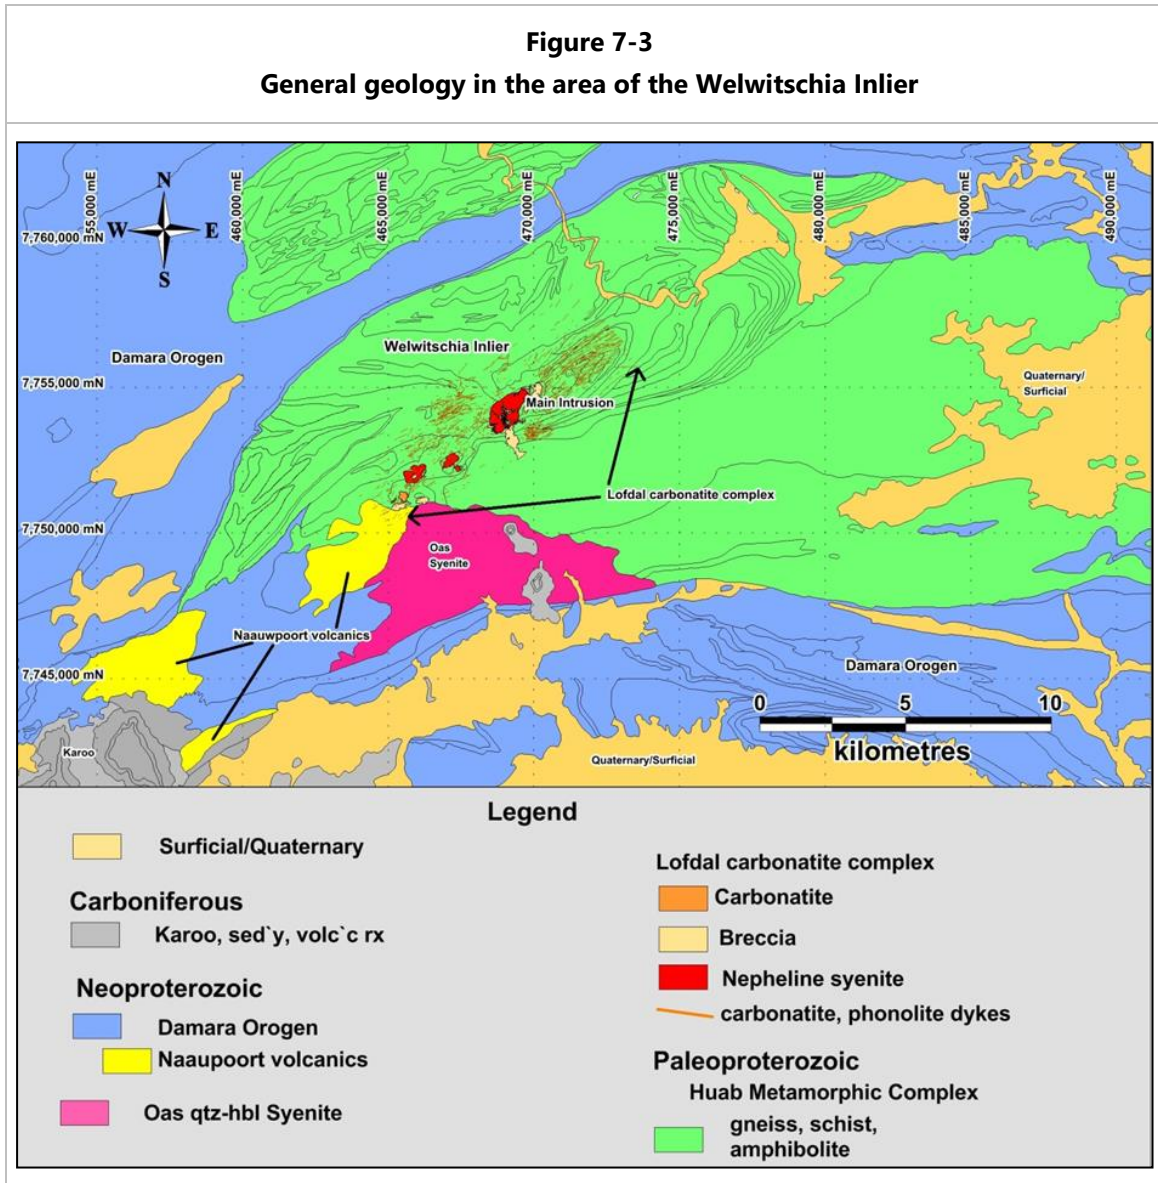 Figure 7-3
General geology in the area of the Welwitschia Inlier
55,000 mE
460,000 mE
465,000 mE
470,000 mE
475,000 mE
480,000 mE
485,000 mE
490,000 mE
N
W
E
S
7,760,000 mN
Welwitschia Inlier
Damara Orogen
7,755,000 mN
Quaternary/
Surficial
Main Intrusion
Lofdal carbonatite complex
7,750,000 mN
Oas
Syenite
Naauwpoort volcanics
Damara Orogen
7,745,000 mN
0 5 10
kilometres
Karoo
Quaternary/Surficial
Legend
Surficial/Quaternary
Carboniferous
Karoo, sed`y, volc`c rx
Neoproterozoic
Damara Orogen
Naaupoort volcanics
Oas qtz-hbl Syenite
Lofdal carbonatite complex
Carbonatite
Breccia
Nepheline syenite
carbonatite, phonolite dykes
Paleoproterozoic
Huab Metamorphic Complex
gneiss, schist,
amphibolite